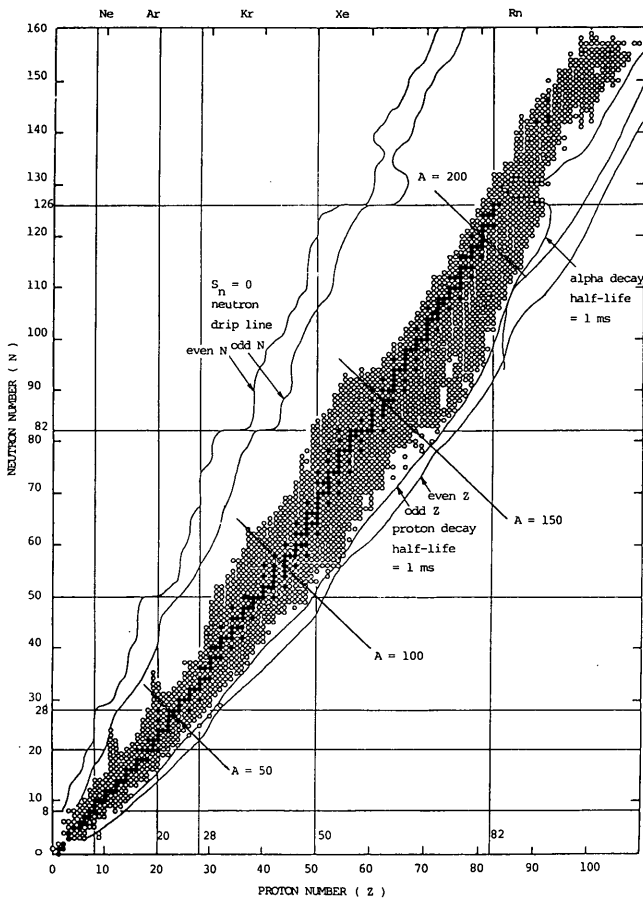 Ne Ar Kr Xe Rn
160
150
140
130
126
120
110
100
90
82
80
70
60
50
40
30
28
20
10
8
0
NEUTRON NUMBER ( N )
A = 200
alpha decay
half-life
= 1 ms
S_n = 0
neutron
drip line
even N odd N
even Z
odd Z
proton decay
half-life
= 1 ms
A = 150
A = 100
A = 50
8 20 28 50 82
0 10 20 30 40 50 60 70 80 90 100
PROTON NUMBER ( Z )